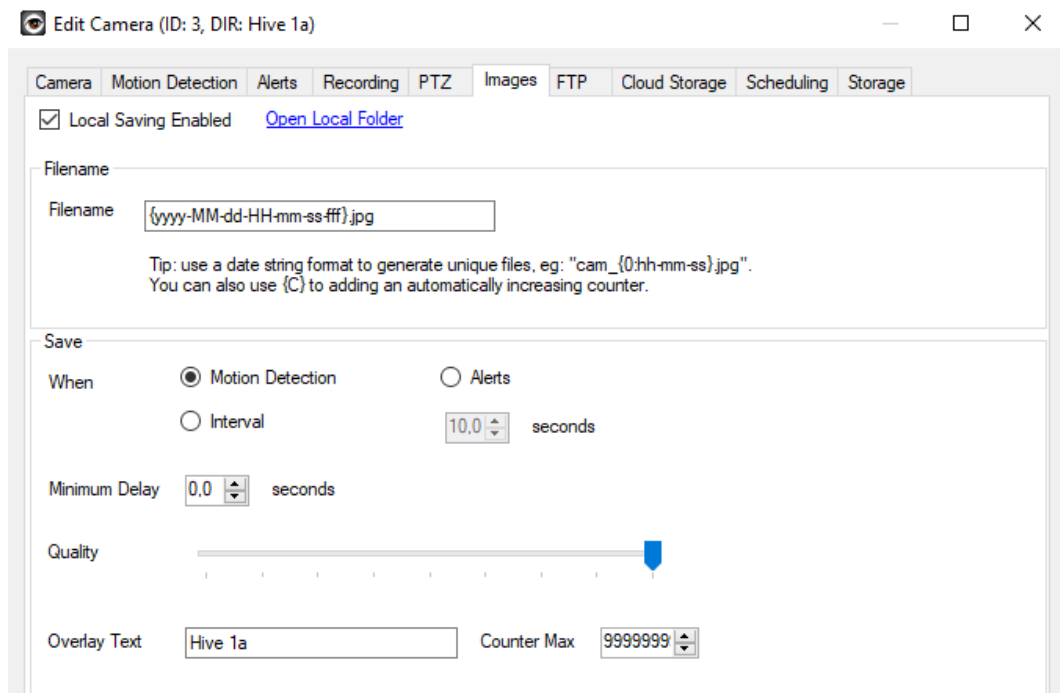 Edit Camera (ID: 3, DIR: Hive 1a)
Camera Motion Detection Alerts Recording PTZ Images FTP Cloud Storage Scheduling Storage
Local Saving Enabled Open Local Folder
Filename
Filename {yyyy-MM-dd-HH-mm-ss-fff}.jpg
Tip: use a date string format to generate unique files, eg: "cam_{0:hh-mm-ss}.jpg".
You can also use {C} to adding an automatically increasing counter.
Save
When Motion Detection Alerts
Interval 10,0 seconds
Minimum Delay 0,0 seconds
Quality
Overlay Text Hive 1a Counter Max 9999999